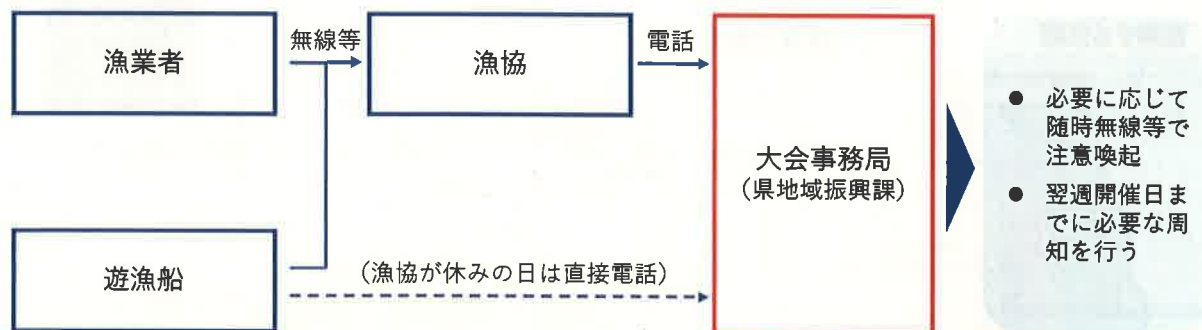 漁業者
無線等
漁協
電話
大会事務局
（県地域振興課）
遊漁船
（漁協が休みの日は直接電話）
● 必要に応じて
随時無線等で
注意喚起
● 翌週開催日ま
でに必要な周
知を行う